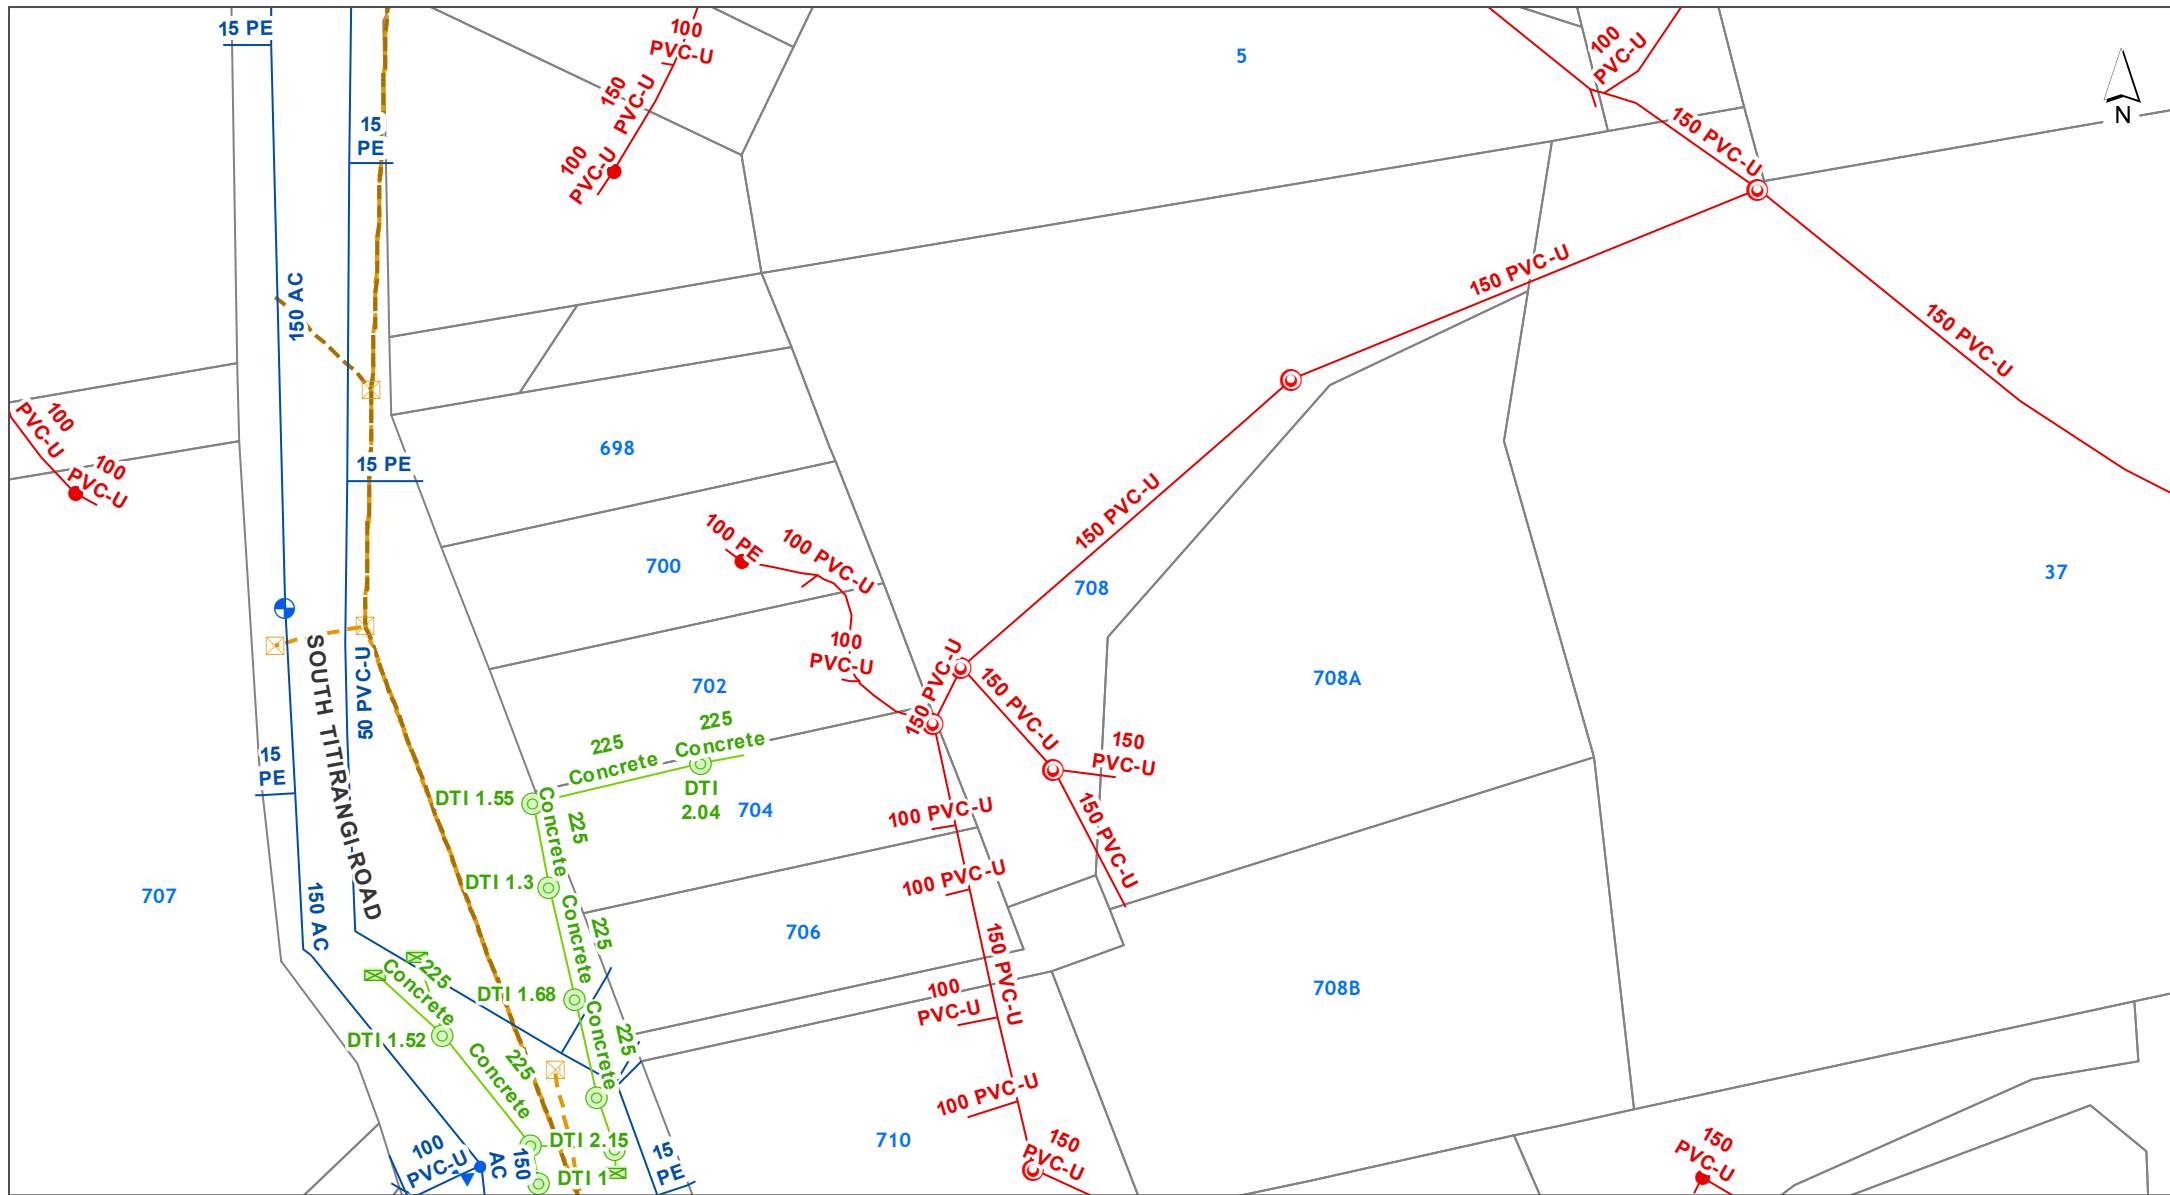 15 PE
100
PVC-U
150
PVC-U
100
PVC-U
5
100
PVC-U
N
15
PE
150 PVC-U
150 AC
150 PVC-U
150 PVC-U
100
PVC-U
100
PVC-U
15 PE
698
700
100 PE
100 PVC-U
150 PVC-U
708
37
SOUTH TITIRANGI ROAD
50 PVC-U
100
PVC-U
150 PVC-U
150 PVC-U
702
708A
225
Concrete
225
Concrete
150
PVC-U
15
PE
DTI 1.55
DTI
2.04
704
Concrete
225
100 PVC-U
150 PVC-U
707
DTI 1.3
100 PVC-U
150 AC
Concrete
225
706
150 PVC-U
225
Concrete
DTI 1.68
100
PVC-U
708B
DTI 1.52
Concrete
225
225
Concrete
100 PVC-U
710
100
PVC-U
150
AC
DTI 2.15
DTI 1
15
PE
150
PVC-U
150
PVC-U